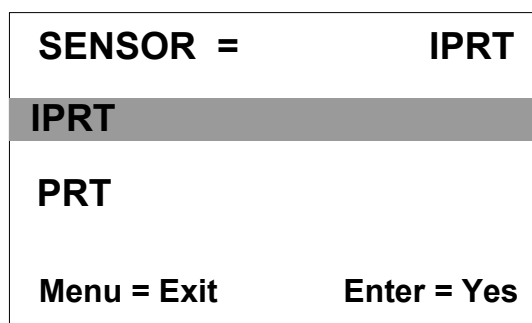 SENSOR = IPRT
IPRT
PRT
Menu = Exit Enter = Yes